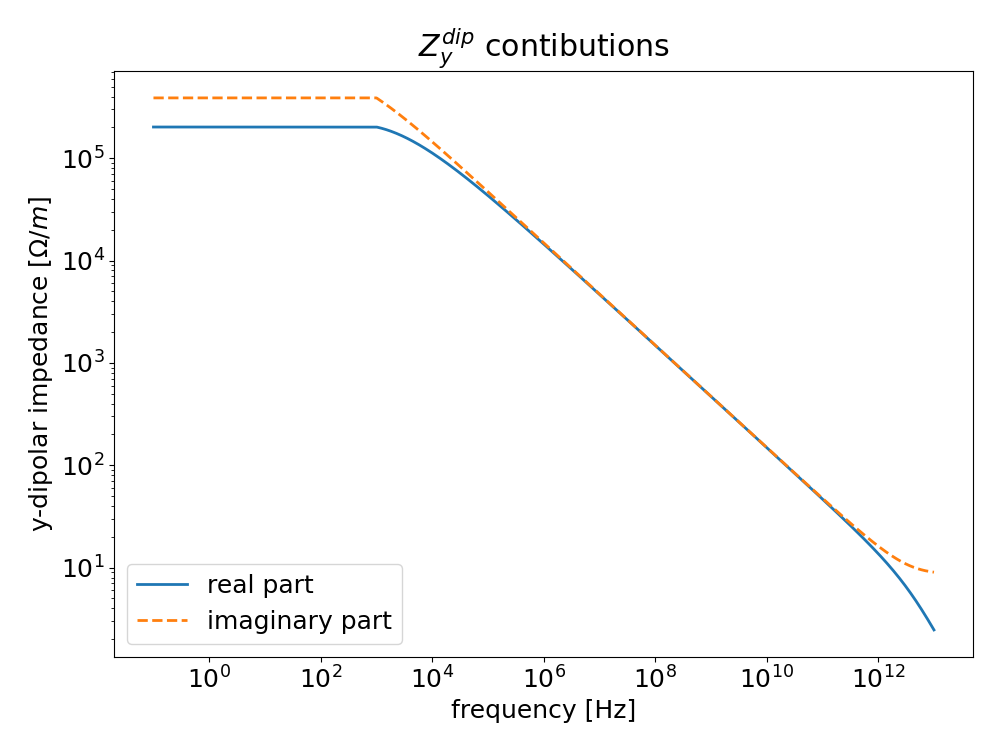 $Z_y^{dip}$ contibutions
10^5
10^4
10^3
10^2
10^1
y-dipolar impedance [Ω/m]
real part
imaginary part
10^0 10^2 10^4 10^6 10^8 10^10 10^12
frequency [Hz]